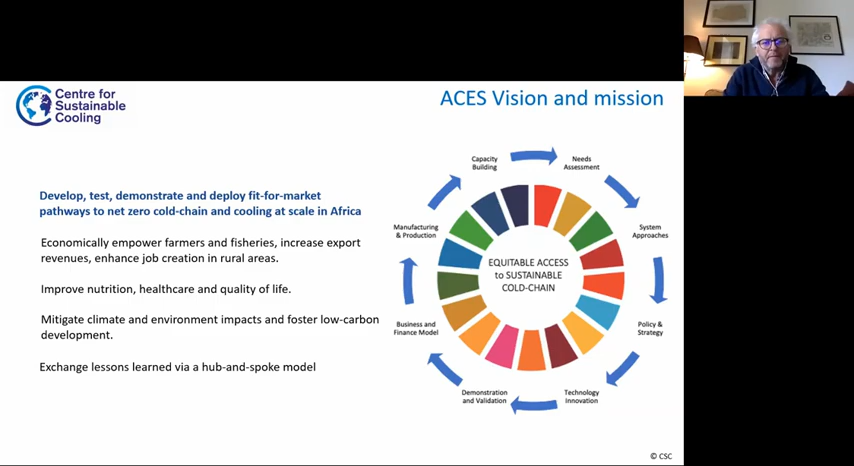 Centre for
Sustainable
Cooling
ACES Vision and mission
Develop, test, demonstrate and deploy fit-for-market
pathways to net zero cold-chain and cooling at scale in Africa
Economically empower farmers and fisheries, increase export
revenues, enhance job creation in rural areas.
Improve nutrition, healthcare and quality of life.
Mitigate climate and environment impacts and foster low-carbon
development.
Exchange lessons learned via a hub-and-spoke model
Capacity
Building
Needs
Assessment
System
Approaches
Policy &
Strategy
Technology
Innovation
Demonstration
and Validation
Business and
Finance Model
Manufacturing
& Production
EQUITABLE ACCESS
to SUSTAINABLE
COLD-CHAIN
© CSC